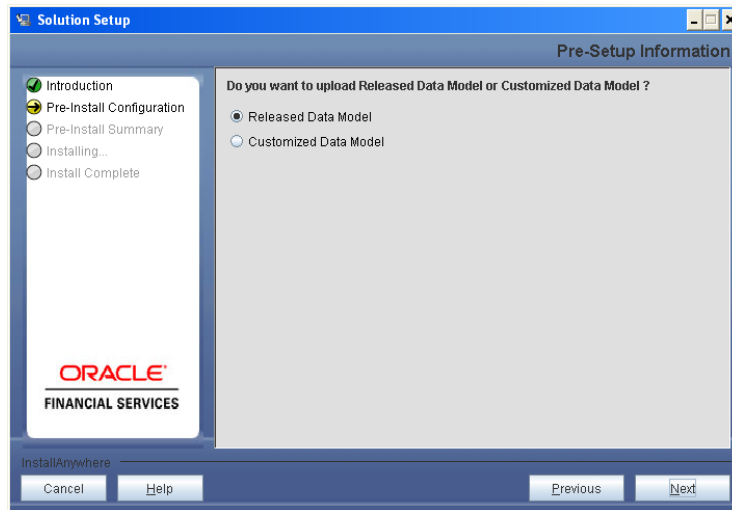 Solution Setup
Pre-Setup Information
Introduction
Pre-Install Configuration
Pre-Install Summary
Installing...
Install Complete
Do you want to upload Released Data Model or Customized Data Model ?
Released Data Model
Customized Data Model
ORACLE
FINANCIAL SERVICES
InstallAnywhere
Cancel
Help
Previous
Next